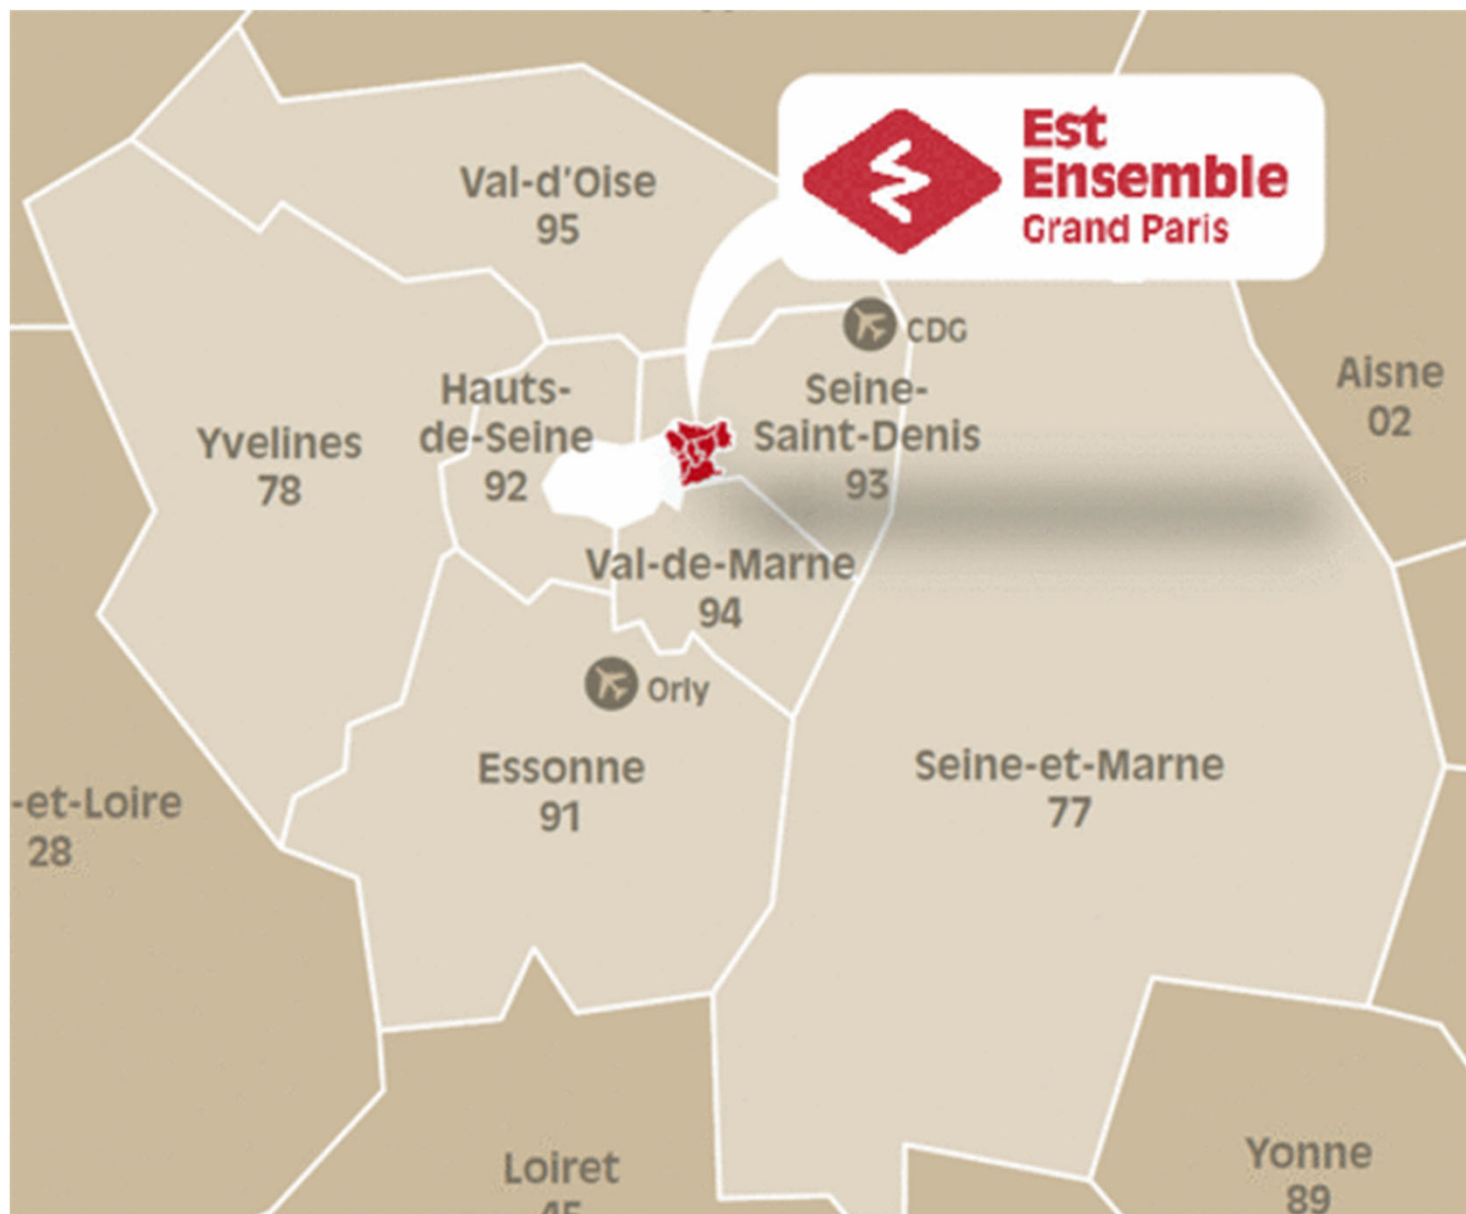 Est
Ensemble
Grand Paris
Val-d'Oise
95
CDG
Hauts-
de-Seine
92
Seine-
Saint-Denis
93
Aisne
02
Yvelines
78
Val-de-Marne
94
Orly
Essonne
91
Seine-et-Marne
77
-et-Loire
28
Loiret
45
Yonne
89